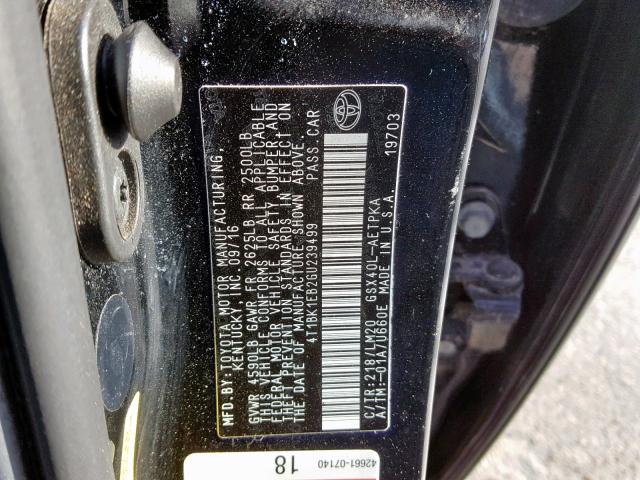 MFD.BY:TOYOTA MOTOR MANUFACTURING,
KENTUCKY, INC. 09/16
GVWR 4590LB GAWR FR 2625LB RR 2500LB
THIS VEHICLE CONFORMS TO ALL APPLICABLE
FEDERAL MOTOR VEHICLE SAFETY, BUMPER, AND
THEFT PREVENTION STANDARDS IN EFFECT ON
THE DATE OF MANUFACTURE SHOWN ABOVE.
4T1BK1EB2GU239499 PASS.CAR
C/TR:218/LM20 GSX40L-AETPKA
A/TM:-01A/U660E MADE IN U.S.A.
19703
18
42661-07140